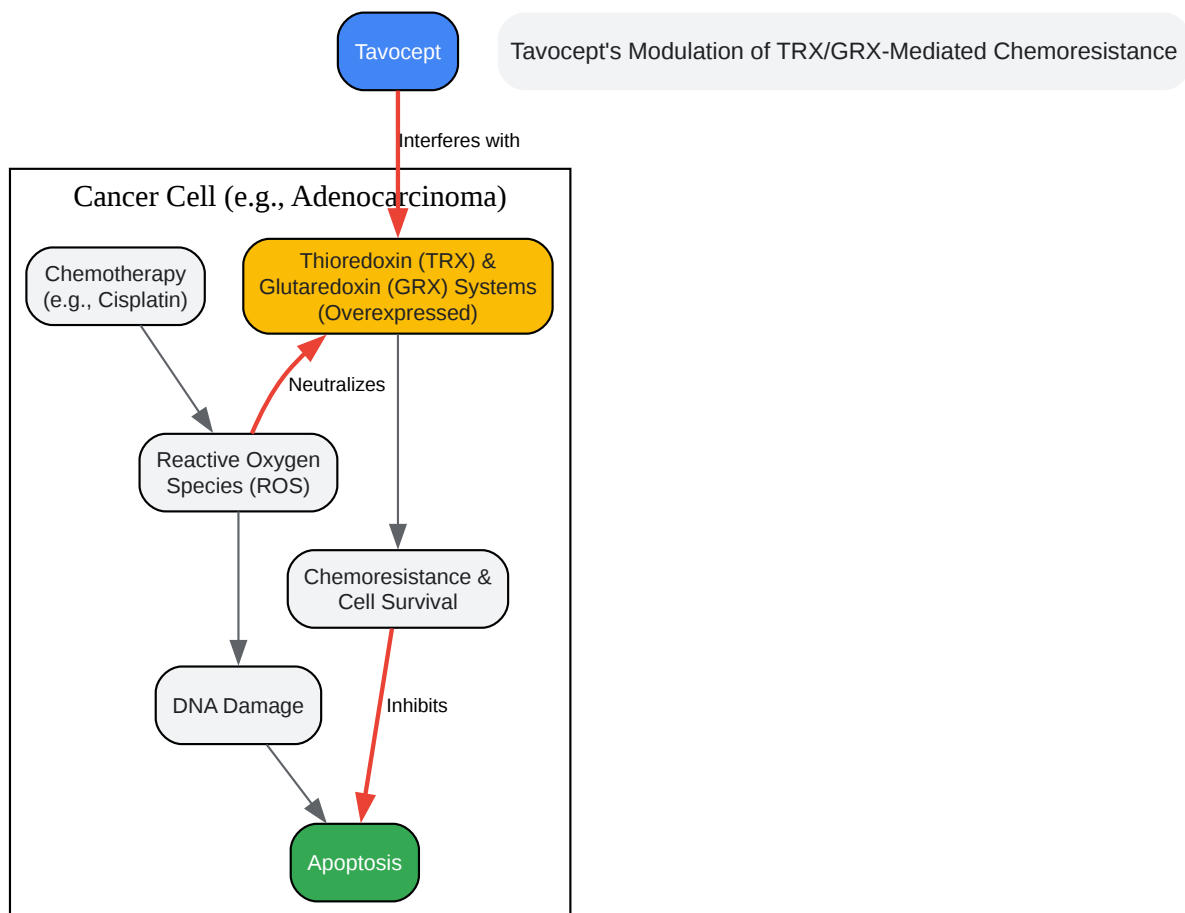 Tavocept
Tavocept's Modulation of TRX/GRX-Mediated Chemoresistance
Interferes with
Cancer Cell (e.g., Adenocarcinoma)
Chemotherapy
(e.g., Cisplatin)
Thioredoxin (TRX) &
Glutaredoxin (GRX) Systems
(Overexpressed)
Neutralizes
Reactive Oxygen
Species (ROS)
Chemoresistance &
Cell Survival
DNA Damage
Inhibits
Apoptosis